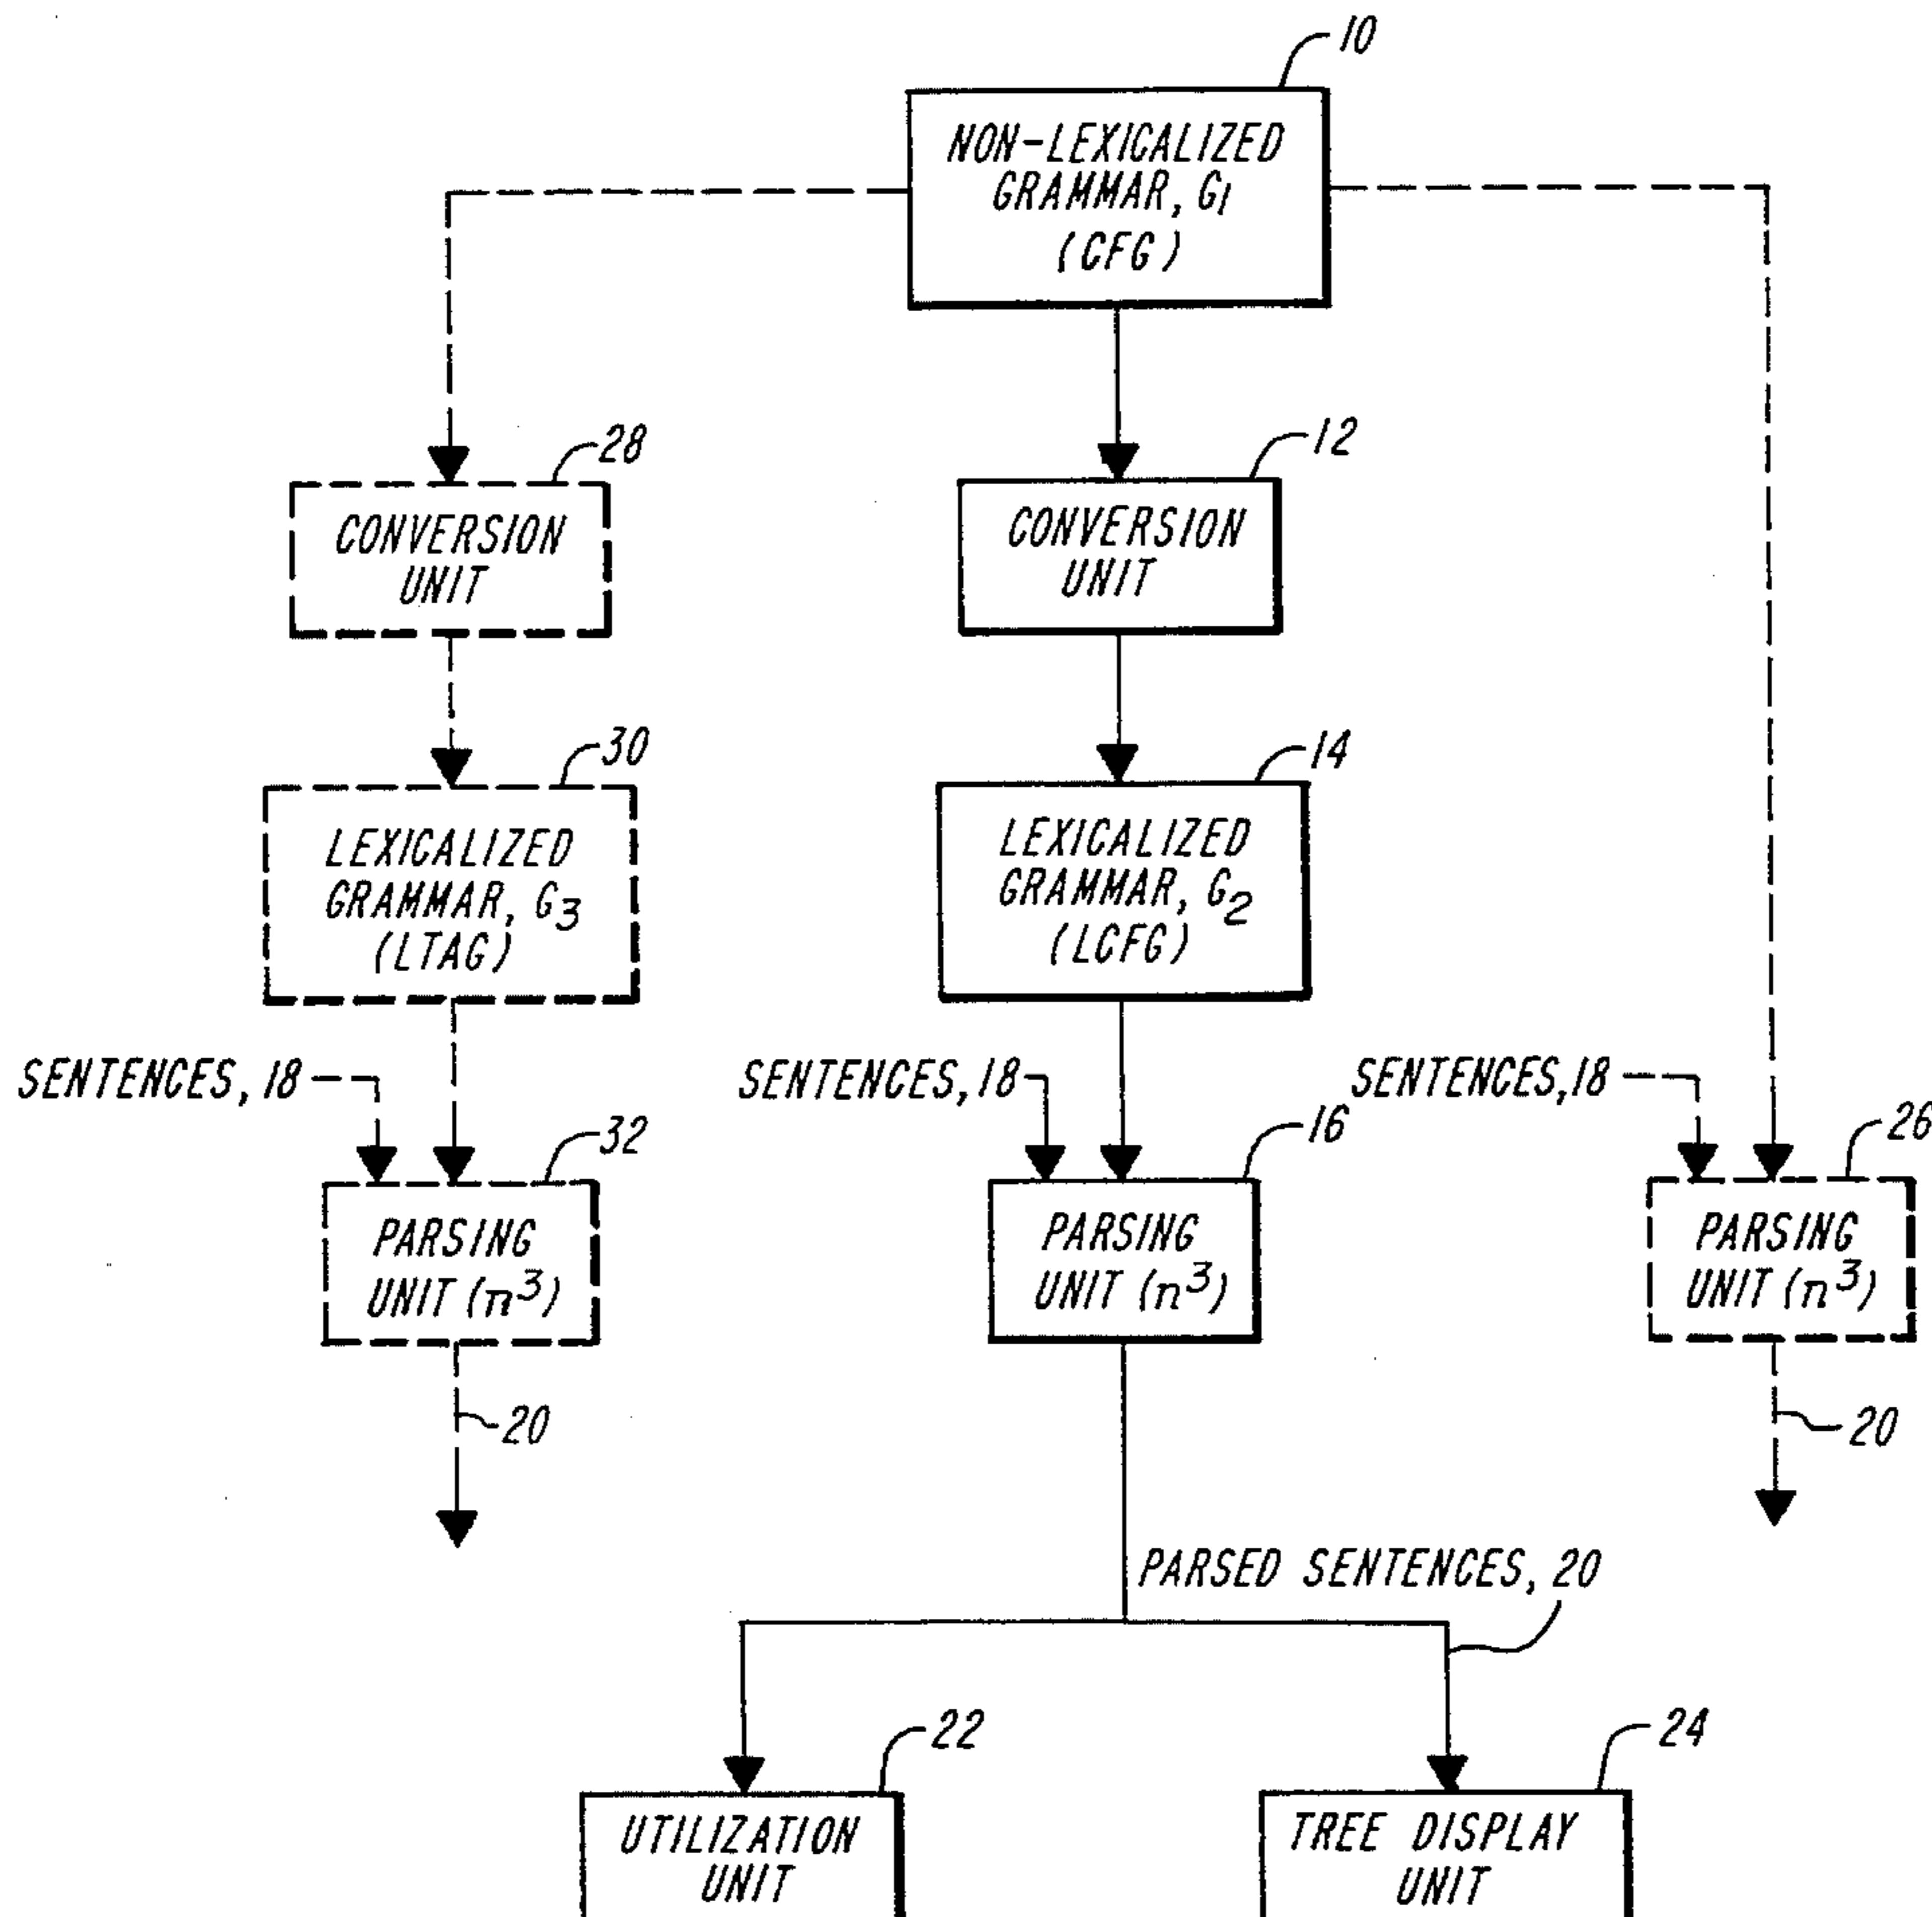 10
NON-LEXICALIZED
GRAMMAR, G1
(CFG)
28
CONVERSION
UNIT
12
CONVERSION
UNIT
30
LEXICALIZED
GRAMMAR, G3
(LTAG)
14
LEXICALIZED
GRAMMAR, G2
(LCFG)
SENTENCES, 18
32
PARSING
UNIT (n³)
20
SENTENCES, 18
16
PARSING
UNIT (n³)
SENTENCES, 18
26
PARSING
UNIT (n³)
20
PARSED SENTENCES, 20
22
UTILIZATION
UNIT
24
TREE DISPLAY
UNIT